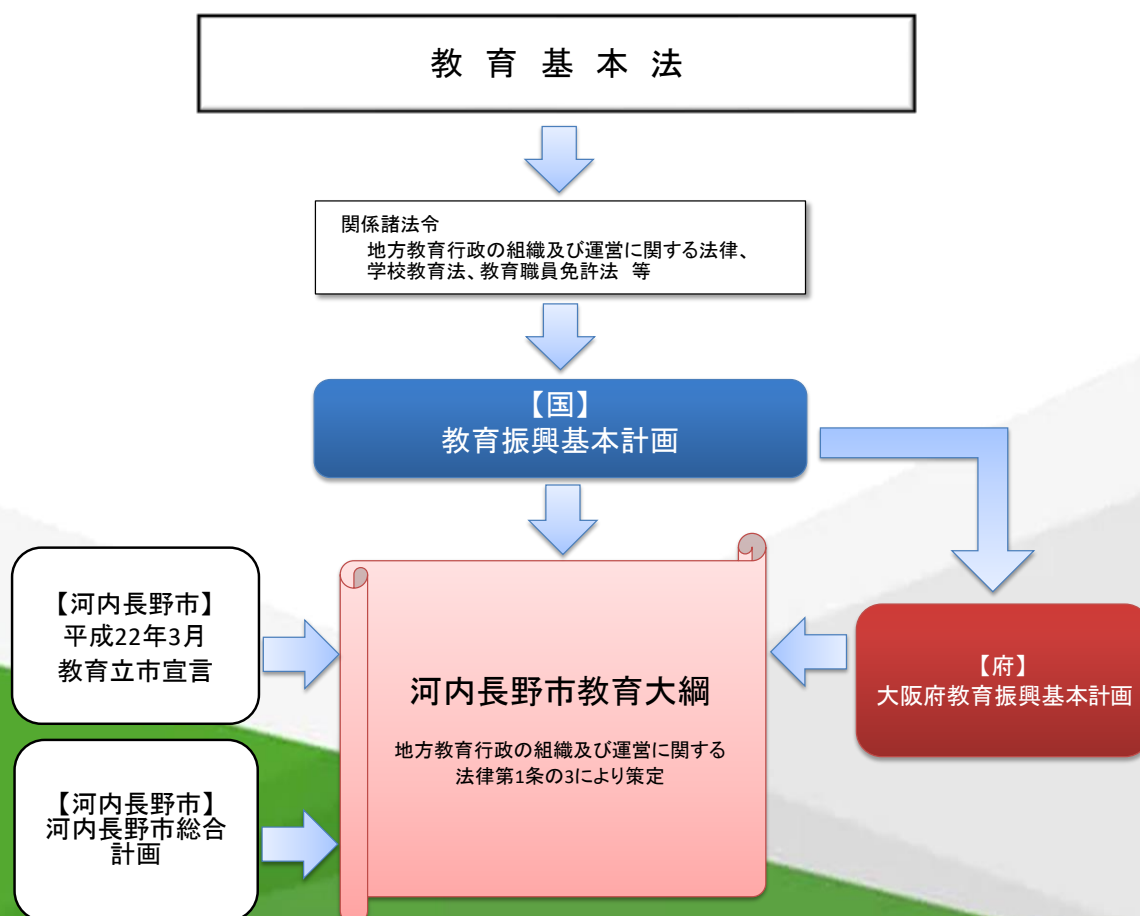 教 育 基 本 法
関係諸法令
地方教育行政の組織及び運営に関する法律、
学校教育法、教育職員免許法　等
【国】
教育振興基本計画
【河内長野市】
平成22年3月
教育立市宣言
河内長野市教育大綱
地方教育行政の組織及び運営に関する
法律第1条の3により策定
【府】
大阪府教育振興基本計画
【河内長野市】
河内長野市総合
計画